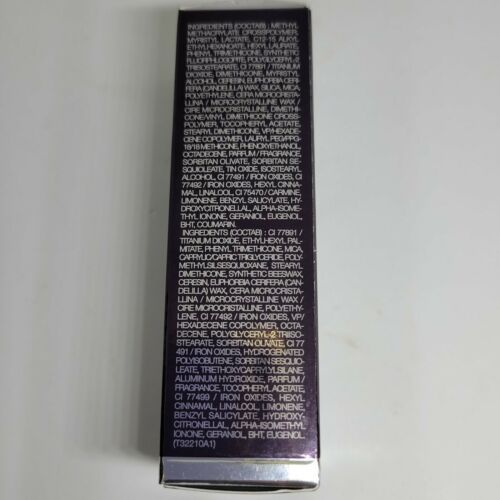 INGREDIENTS (СОСТАВ) : METHYL
METHACRYLATE CROSSPOLYMER,
MYRISTYL LACTATE, C12-15 ALKYL
ETHYLHEXANOATE, HEXYL LAURATE,
PHENYL TRIMETHICONE, SYNTHETIC
FLUORPHLOGOPITE, POLYGLYCERYL-2
TRIISOSTEARATE, CI 77891 / TITANIUM
DIOXIDE, DIMETHICONE, MYRISTYL
ALCOHOL, CERESIN, EUPHORBIA CERI-
FERA (CANDELILLA) WAX, SILICA, MICA,
POLYETHYLENE, CERA MICROCRISTA-
LLINA / MICROCRYSTALLINE WAX /
CIRE MICROCRISTALLINE, DIMETHI-
CONE/VINYL DIMETHICONE CROSS-
POLYMER, TOCOPHERYL ACETATE,
STEARYL DIMETHICONE, VP/HEXADE-
CENE COPOLYMER, LAURYL PEG/PPG-
18/18 METHICONE, PHENOXYETHANOL,
OCTADECENE, PARFUM / FRAGRANCE,
SORBITAN OLIVATE, SORBITAN SE-
SQUIOLEATE, TIN OXIDE, ISOSTEARYL
ALCOHOL, CI 77491 / IRON OXIDES, CI
77492 / IRON OXIDES, HEXYL CINNA-
MAL, LINALOOL, CI 75470 / CARMINE,
LIMONENE, BENZYL SALICYLATE, HY-
DROXYCITRONELLAL, ALPHA-ISOME-
THYL IONONE, GERANIOL, EUGENOL,
BHT, COUMARIN.
INGREDIENTS (СОСТАВ) : CI 77891 /
TITANIUM DIOXIDE, ETHYLHEXYL PAL-
MITATE, PHENYL TRIMETHICONE, MICA,
CAPRYLIC/CAPRIC TRIGLYCERIDE, POLY-
METHYLSILSESQUIOXANE, STEARYL
DIMETHICONE, SYNTHETIC BEESWAX,
CERESIN, EUPHORBIA CERIFERA (CAN-
DELILLA) WAX, CERA MICROCRISTA-
LLINA / MICROCRYSTALLINE WAX /
CIRE MICROCRISTALLINE, POLYETHYLENE,
CI 77492 / IRON OXIDES, VP/
HEXADECENE COPOLYMER, OCTA-
DECENE, POLYGLYCERYL-2 TRIISO-
STEARATE, SORBITAN OLIVATE, CI 77
491 / IRON OXIDES, HYDROGENATED
POLYISOBUTENE, SORBITAN SESQUIO-
LEATE, TRIETHOXYCAPRYLYLSILANE,
ALUMINUM HYDROXIDE, PARFUM /
FRAGRANCE, TOCOPHERYL ACETATE,
CI 77499 / IRON OXIDES, HEXYL
CINNAMAL, LINALOOL, LIMONENE,
BENZYL SALICYLATE, HYDROXY-
CITRONELLAL, ALPHA-ISOMETHYL
IONONE, GERANIOL, BHT, EUGENOL.
(T32210A1)